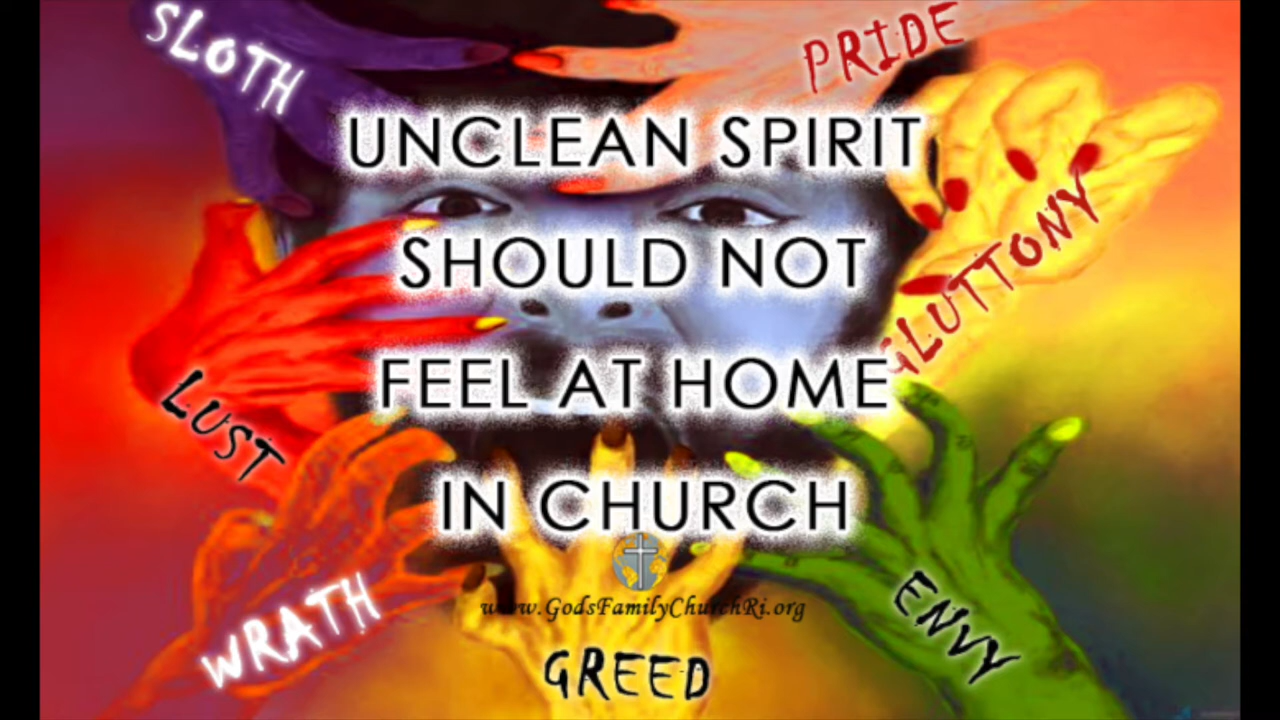 SLOTH
PRIDE
UNCLEAN SPIRIT
SHOULD NOT
GLUTTONY
FEEL AT HOME
LUST
IN CHURCH
www.GodsFamilyChurchRi.org
WRATH
ENVY
GREED